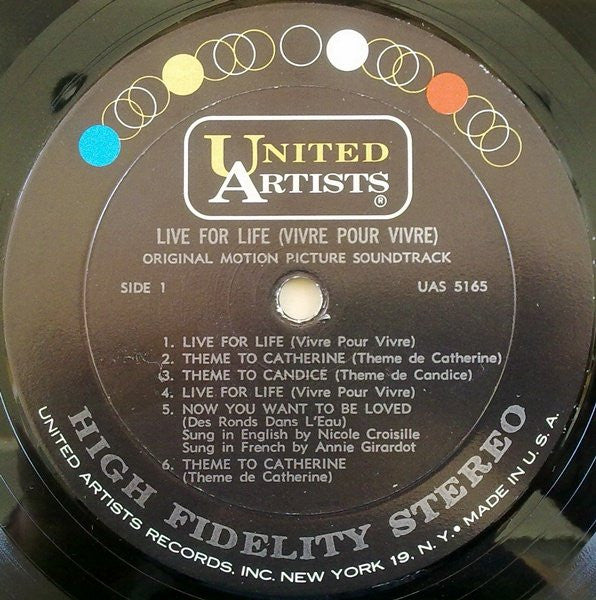 UNITED
ARTISTS
®
LIVE FOR LIFE (VIVRE POUR VIVRE)
ORIGINAL MOTION PICTURE SOUNDTRACK
SIDE 1
UAS 5165
1. LIVE FOR LIFE (Vivre Pour Vivre)
2. THEME TO CATHERINE (Theme de Catherine)
3. THEME TO CANDICE (Theme de Candice)
4. LIVE FOR LIFE (Vivre Pour Vivre)
5. NOW YOU WANT TO BE LOVED
(Des Ronds Dans L'Eau)
Sung in English by Nicole Croisille
Sung in French by Annie Girardot
6. THEME TO CATHERINE
(Theme de Catherine)
HIGH FIDELITY STEREO
UNITED ARTISTS RECORDS, INC. NEW YORK 19, N.Y. • MADE IN U.S.A.